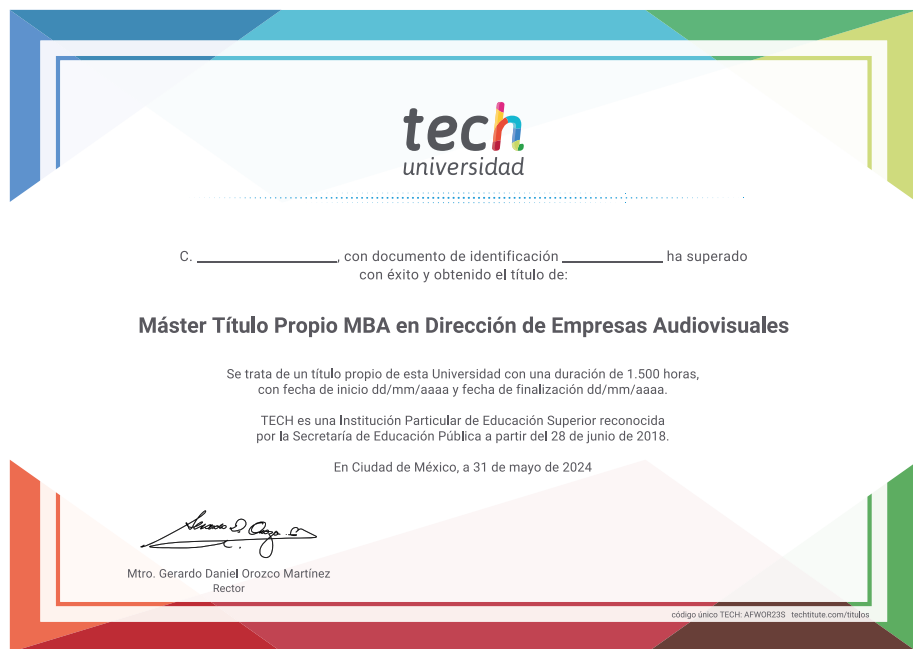 tech
universidad
C. ____________________, con documento de identificación ______________ ha superado
con éxito y obtenido el título de:
Máster Título Propio MBA en Dirección de Empresas Audiovisuales
Se trata de un título propio de esta Universidad con una duración de 1.500 horas,
con fecha de inicio dd/mm/aaaa y fecha de finalización dd/mm/aaaa.
TECH es una Institución Particular de Educación Superior reconocida
por la Secretaría de Educación Pública a partir del 28 de junio de 2018.
En Ciudad de México, a 31 de mayo de 2024
Mtro. Gerardo Daniel Orozco Martínez
Rector
código único TECH: AFWOR23S techtitute.com/titulos